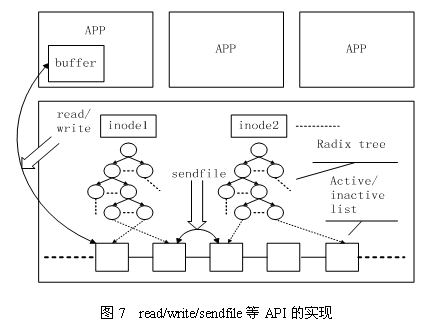 APP
APP
APP
buffer
read/
write
inode1
inode2
Radix tree
sendfile
Active/
inactive
list
图 7 read/write/sendfile 等 API 的实现